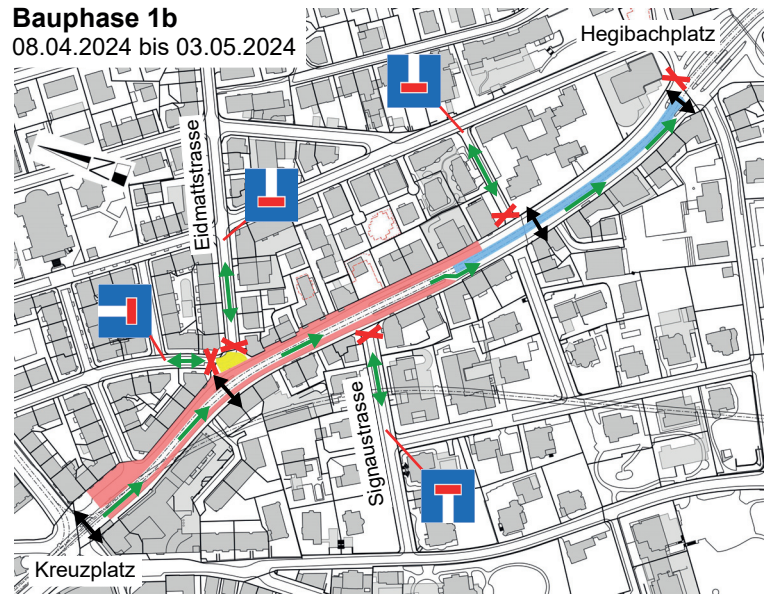 Bauphase 1b
08.04.2024 bis 03.05.2024
Hegibachplatz
Eidmattstrasse
Signaustrasse
Kreuzplatz